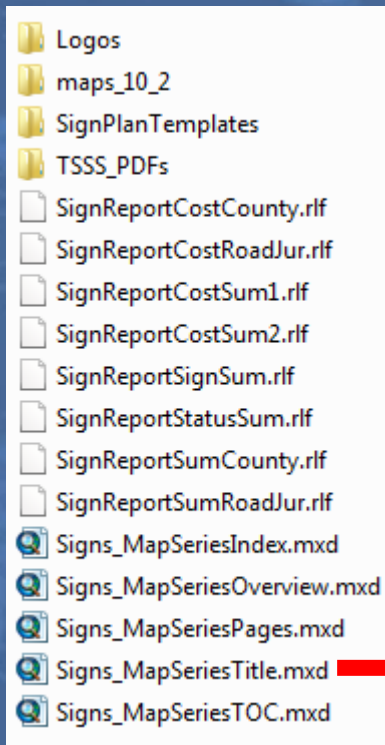 Logos
maps_10_2
SignPlanTemplates
TSSS_PDFs
SignReportCostCounty.rlf
SignReportCostRoadJur.rlf
SignReportCostSum1.rlf
SignReportCostSum2.rlf
SignReportSignSum.rlf
SignReportStatusSum.rlf
SignReportSumCounty.rlf
SignReportSumRoadJur.rlf
Signs_MapSeriesIndex.mxd
Signs_MapSeriesOverview.mxd
Signs_MapSeriesPages.mxd
Signs_MapSeriesTitle.mxd
Signs_MapSeriesTOC.mxd